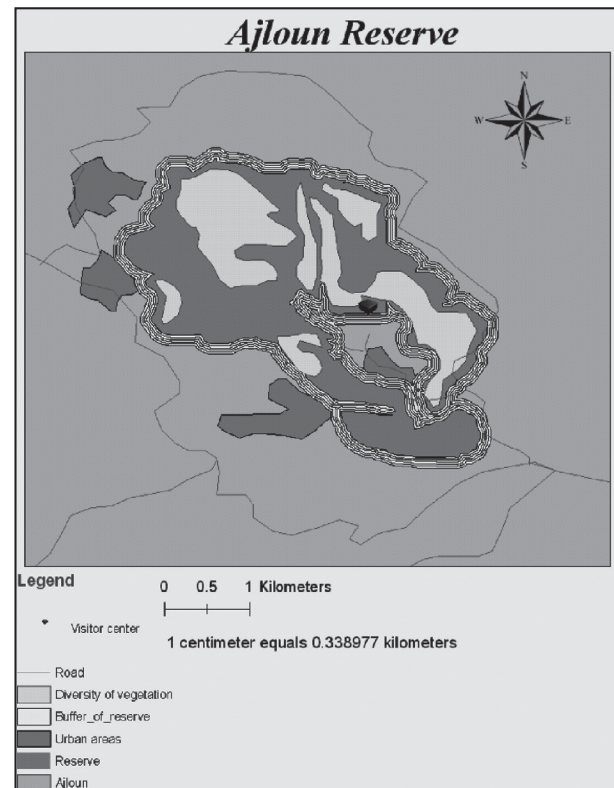 Ajloun Reserve
N
W E
S
Legend
0 0.5 1 Kilometers
Visitor center
1 centimeter equals 0.338977 kilometers
Road
Diversity of vegetation
Buffer_of_reserve
Urban areas
Reserve
Ajloun